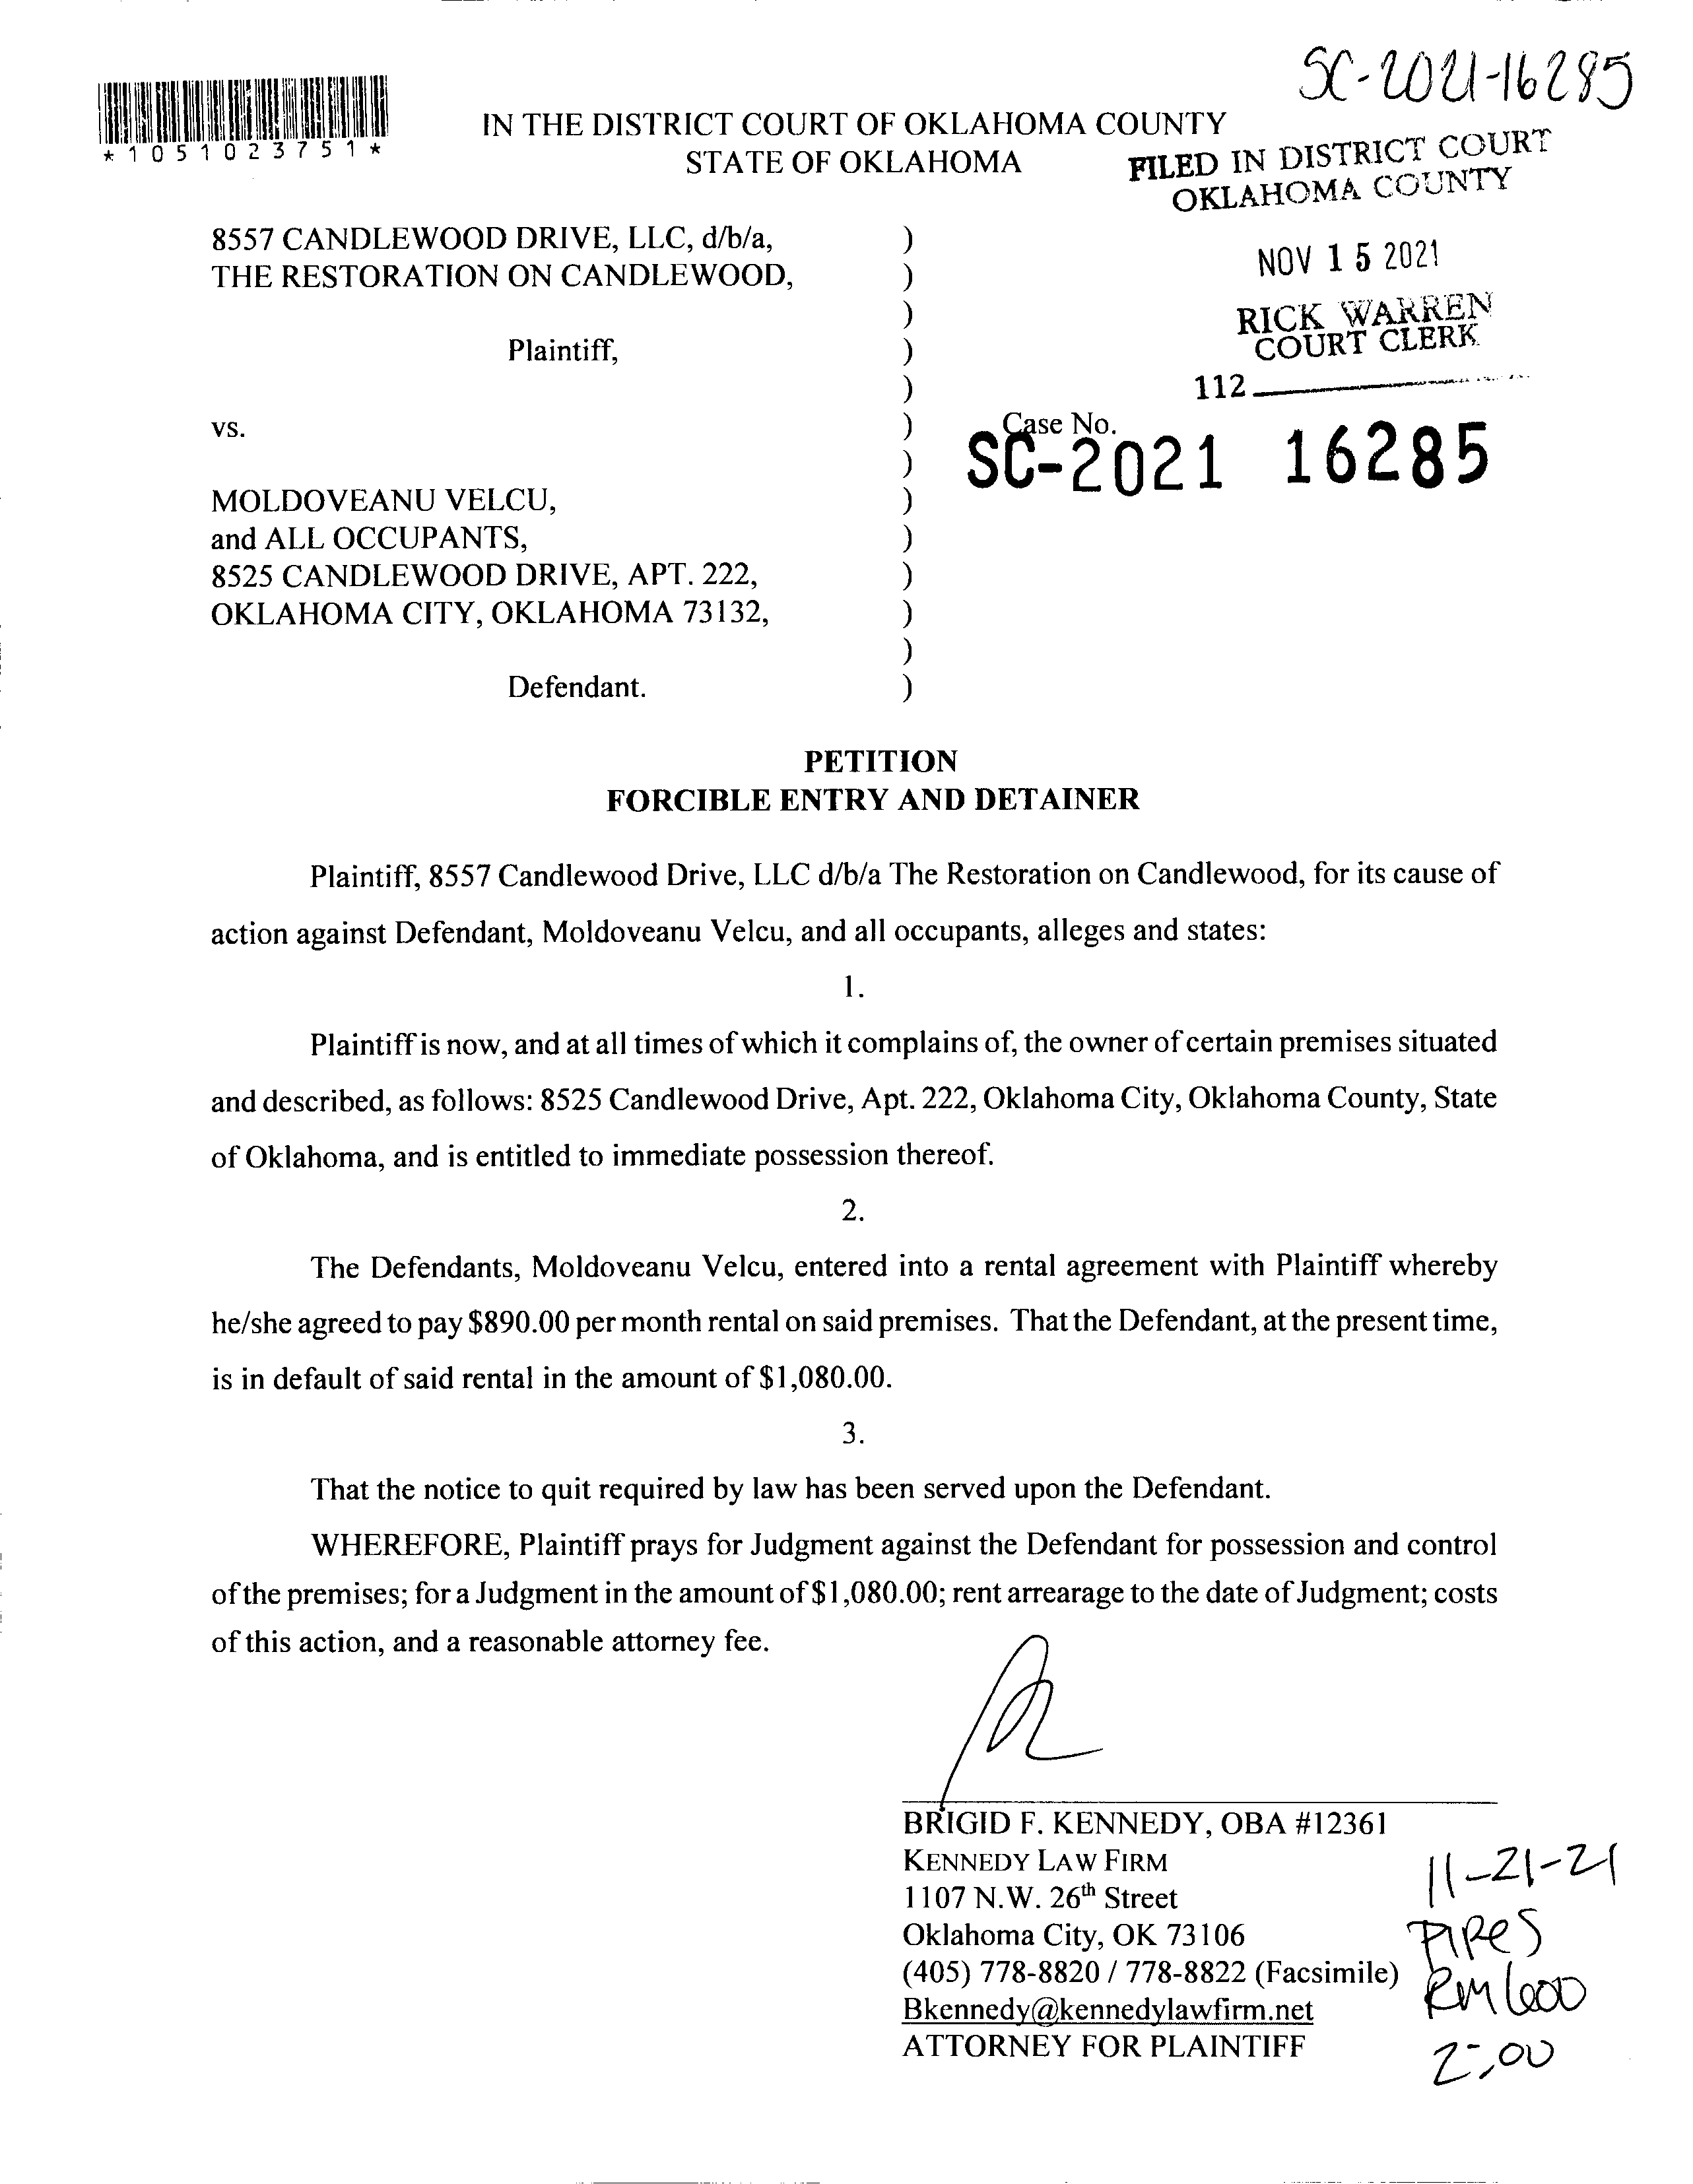 SC-2021-16285
*1051023751*
IN THE DISTRICT COURT OF OKLAHOMA COUNTY
STATE OF OKLAHOMA
FILED IN DISTRICT COURT
OKLAHOMA COUNTY
NOV 15 2021
RICK WARREN
COURT CLERK
112
8557 CANDLEWOOD DRIVE, LLC, d/b/a, )
THE RESTORATION ON CANDLEWOOD, )
)
Plaintiff, )
)
vs. )
)
MOLDOVEANU VELCU, )
and ALL OCCUPANTS, )
8525 CANDLEWOOD DRIVE, APT. 222, )
OKLAHOMA CITY, OKLAHOMA 73132, )
)
Defendant. )
Case No.
SC-2021 16285
PETITION
FORCIBLE ENTRY AND DETAINER
Plaintiff, 8557 Candlewood Drive, LLC d/b/a The Restoration on Candlewood, for its cause of
action against Defendant, Moldoveanu Velcu, and all occupants, alleges and states:
1.
Plaintiff is now, and at all times of which it complains of, the owner of certain premises situated
and described, as follows: 8525 Candlewood Drive, Apt. 222, Oklahoma City, Oklahoma County, State
of Oklahoma, and is entitled to immediate possession thereof.
2.
The Defendants, Moldoveanu Velcu, entered into a rental agreement with Plaintiff whereby
he/she agreed to pay $890.00 per month rental on said premises. That the Defendant, at the present time,
is in default of said rental in the amount of $1,080.00.
3.
That the notice to quit required by law has been served upon the Defendant.
WHEREFORE, Plaintiff prays for Judgment against the Defendant for possession and control
of the premises; for a Judgment in the amount of $1,080.00; rent arrearage to the date of Judgment; costs
of this action, and a reasonable attorney fee.
BRIGID F. KENNEDY, OBA #12361
KENNEDY LAW FIRM
1107 N.W. 26th Street
Oklahoma City, OK 73106
(405) 778-8820 / 778-8822 (Facsimile)
Bkennedy@kennedylawfirm.net
ATTORNEY FOR PLAINTIFF
11-21-21
PIPES
RM 600
2:00